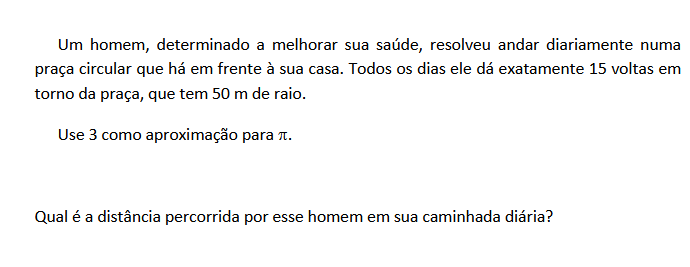 Um homem, determinado a melhorar sua saúde, resolveu andar diariamente numa
praça circular que há em frente à sua casa. Todos os dias ele dá exatamente 15 voltas em
torno da praça, que tem 50 m de raio.
Use 3 como aproximação para π.
Qual é a distância percorrida por esse homem em sua caminhada diária?